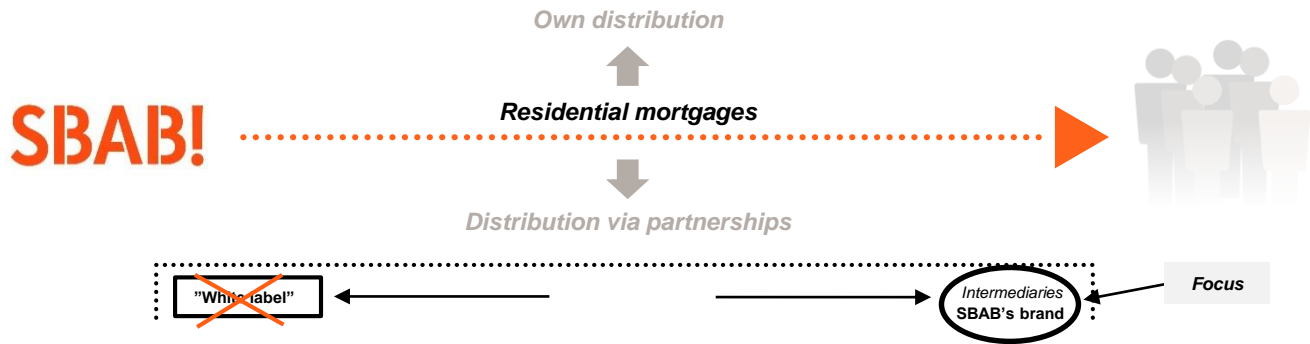 Own distribution
SBAB!
Residential mortgages
Distribution via partnerships
”White label”
Intermediaries
SBAB’s brand
Focus